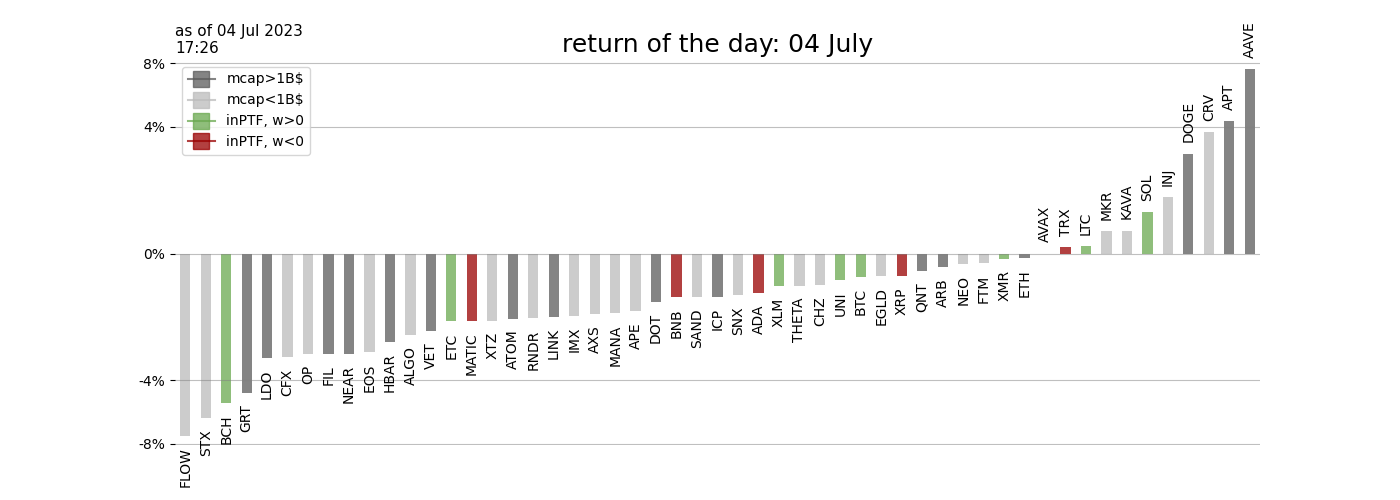 as of 04 Jul 2023
17:26
return of the day: 04 July
8%
4%
0%
-4%
-8%
mcap>1B$
mcap<1B$
inPTF, w>0
inPTF, w<0
FLOW
STX
BCH
GRT
LDO
CFX
OP
FIL
NEAR
EOS
HBAR
ALGO
VET
ETC
MATIC
XTZ
ATOM
RNDR
LINK
IMX
AXS
MANA
APE
DOT
BNB
SAND
ICP
SNX
ADA
XLM
THETA
CHZ
UNI
BTC
EGLD
XRP
QNT
ARB
NEO
FTM
XMR
ETH
AVAX
TRX
LTC
MKR
KAVA
SOL
INJ
DOGE
CRV
APT
AAVE